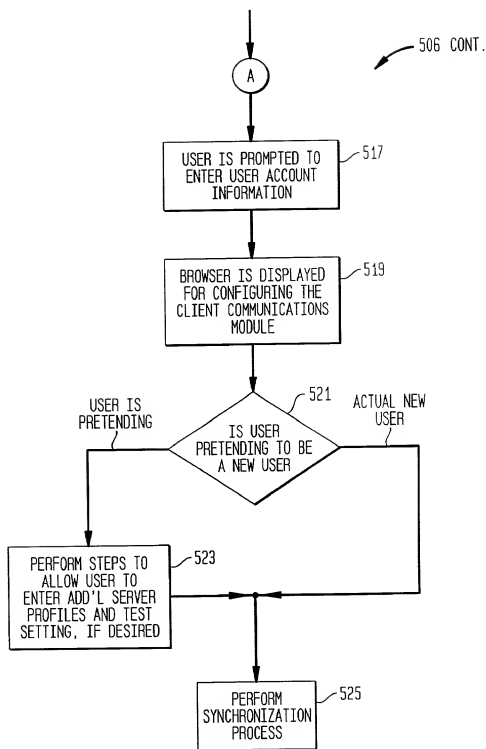 506 CONT.
A
USER IS PROMPTED TO
ENTER USER ACCOUNT
INFORMATION
517
BROWSER IS DISPLAYED
FOR CONFIGURING THE
CLIENT COMMUNICATIONS
MODULE
519
521
USER IS
PRETENDING
ACTUAL NEW
USER
IS USER
PRETENDING TO BE
A NEW USER
PERFORM STEPS TO
ALLOW USER TO
ENTER ADD'L SERVER
PROFILES AND TEST
SETTING, IF DESIRED
523
PERFORM
SYNCHRONIZATION
PROCESS
525